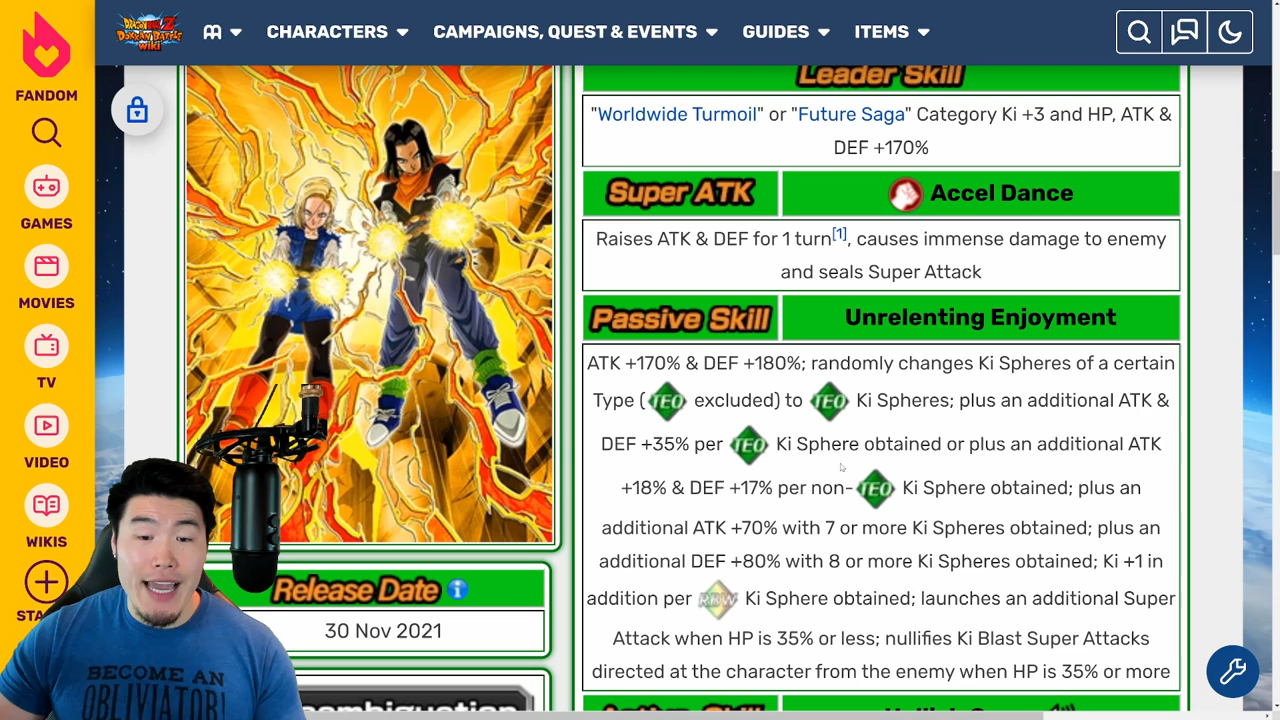 DRAGON BALL Z
DOKKAN BATTLE
WIKI
CHARACTERS
CAMPAIGNS, QUEST & EVENTS
GUIDES
ITEMS
FANDOM
GAMES
MOVIES
TV
VIDEO
WIKIS
STA
Leader Skill
"Worldwide Turmoil" or "Future Saga" Category Ki +3 and HP, ATK &
DEF +170%
Super ATK
Accel Dance
Raises ATK & DEF for 1 turn[1], causes immense damage to enemy
and seals Super Attack
Passive Skill
Unrelenting Enjoyment
ATK +170% & DEF +180%; randomly changes Ki Spheres of a certain
Type (TEQ excluded) to TEQ Ki Spheres; plus an additional ATK &
DEF +35% per TEQ Ki Sphere obtained or plus an additional ATK
+18% & DEF +17% per non-TEQ Ki Sphere obtained; plus an
additional ATK +70% with 7 or more Ki Spheres obtained; plus an
additional DEF +80% with 8 or more Ki Spheres obtained; Ki +1 in
addition per RBW Ki Sphere obtained; launches an additional Super
Attack when HP is 35% or less; nullifies Ki Blast Super Attacks
directed at the character from the enemy when HP is 35% or more
Release Date
30 Nov 2021
BECOME AN
OBLIVIATOR!